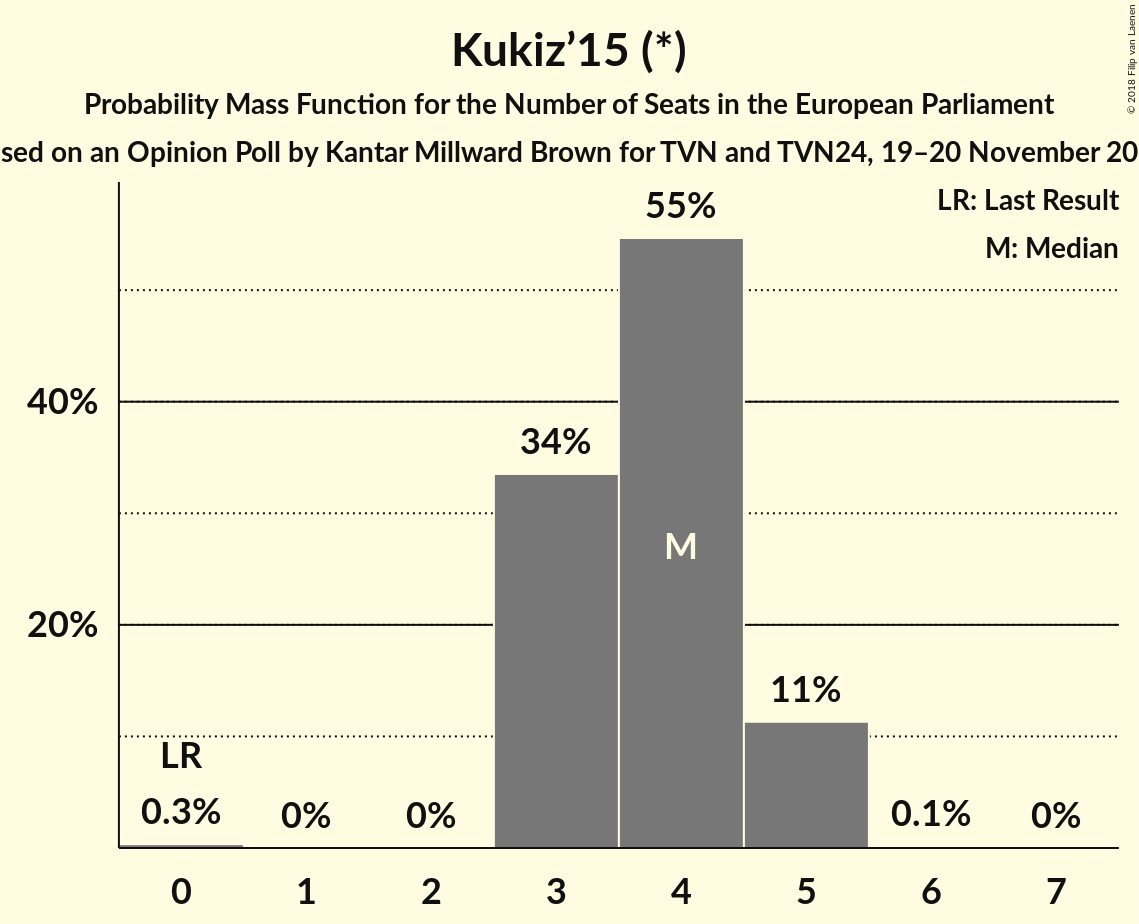 Kukiz’15 (*)
Probability Mass Function for the Number of Seats in the European Parliament
sed on an Opinion Poll by Kantar Millward Brown for TVN and TVN24, 19–20 November 20
© 2018 Filip van Laenen
LR: Last Result
M: Median
55%
40%
34%
M
20%
11%
LR
0.3% 0% 0% 0.1% 0%
0 1 2 3 4 5 6 7